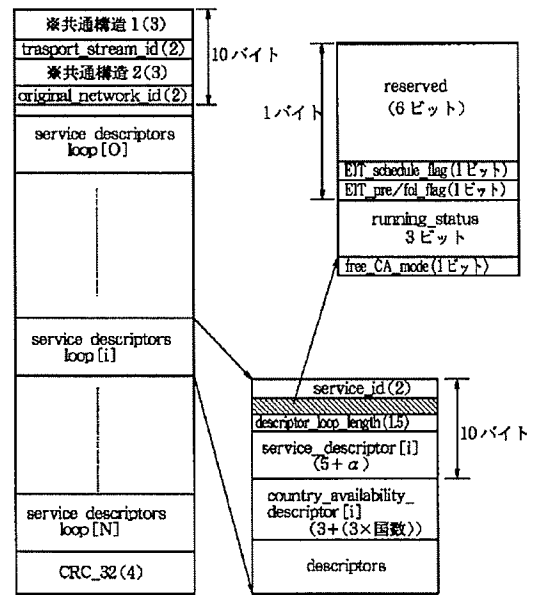 ※共通構造1(3)
trasport_stream_id(2)
※共通構造2(3)
original_network_id(2)
10バイト
service descriptors
loop[0]
service descriptors
loop[i]
service descriptors
loop[N]
CRC_32(4)
1バイト
reserved
(6ビット)
EIT_schedule_flag(1ビット)
EIT_pre/fol_flag(1ビット)
running_status
3ビット
free_CA_mode(1ビット)
service_id(2)
descriptor_loop_length(1.5)
service_descriptor[i]
(5+α)
10バイト
country_availability_
descriptor[i]
(3+(3×国数))
descriptors